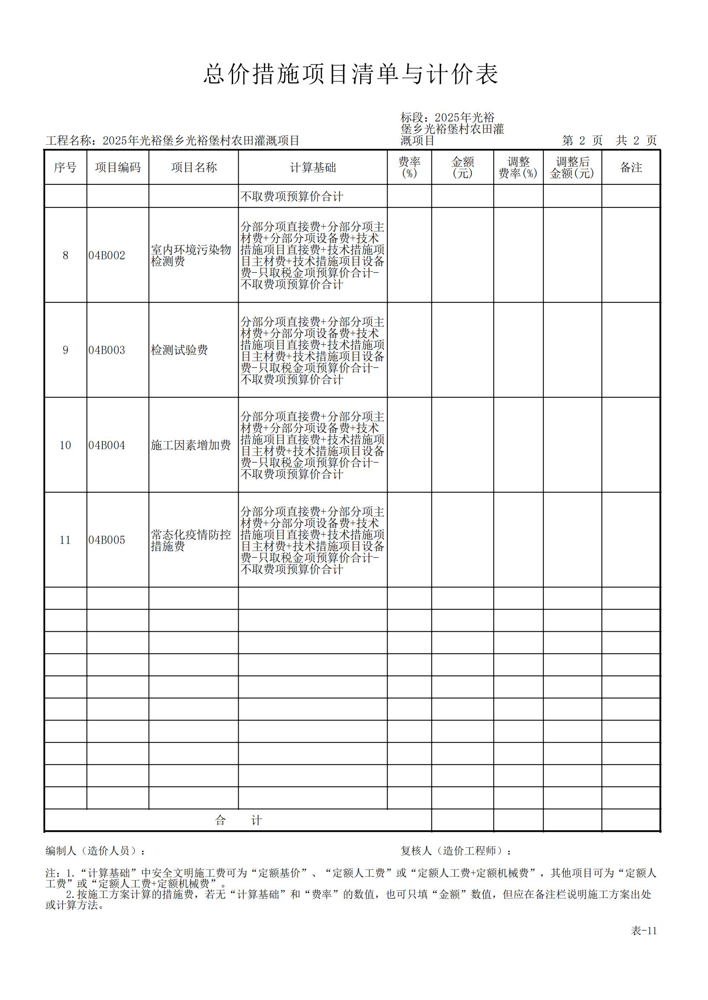 总价措施项目清单与计价表
标段：2025年光裕
堡乡光裕堡村农田灌
工程名称：2025年光裕堡乡光裕堡村农田灌溉项目 溉项目 第 2 页 共 2 页
序号 项目编码 项目名称 计算基础 费率(%) 金额(元) 调整费率(%) 调整后金额(元) 备注
不取费项预算价合计
8 04B002 室内环境污染物
检测费
分部分项直接费+分部分项主
材费+分部分项设备费+技术
措施项目直接费+技术措施项
目主材费+技术措施项目设备
费-只取税金项预算价合计-
不取费项预算价合计
9 04B003 检测试验费
分部分项直接费+分部分项主
材费+分部分项设备费+技术
措施项目直接费+技术措施项
目主材费+技术措施项目设备
费-只取税金项预算价合计-
不取费项预算价合计
10 04B004 施工因素增加费
分部分项直接费+分部分项主
材费+分部分项设备费+技术
措施项目直接费+技术措施项
目主材费+技术措施项目设备
费-只取税金项预算价合计-
不取费项预算价合计
11 04B005 常态化疫情防控
措施费
分部分项直接费+分部分项主
材费+分部分项设备费+技术
措施项目直接费+技术措施项
目主材费+技术措施项目设备
费-只取税金项预算价合计-
不取费项预算价合计
合 计
编制人（造价人员）： 复核人（造价工程师）：
注：1.“计算基础”中安全文明施工费可为“定额基价”、“定额人工费”或“定额人工费+定额机械费”，其他项目可为“定额人
工费”或“定额人工费+定额机械费”。
2.按施工方案计算的措施费，若无“计算基础”和“费率”的数值，也可只填“金额”数值，但应在备注栏说明施工方案出处
或计算方法。
表-11